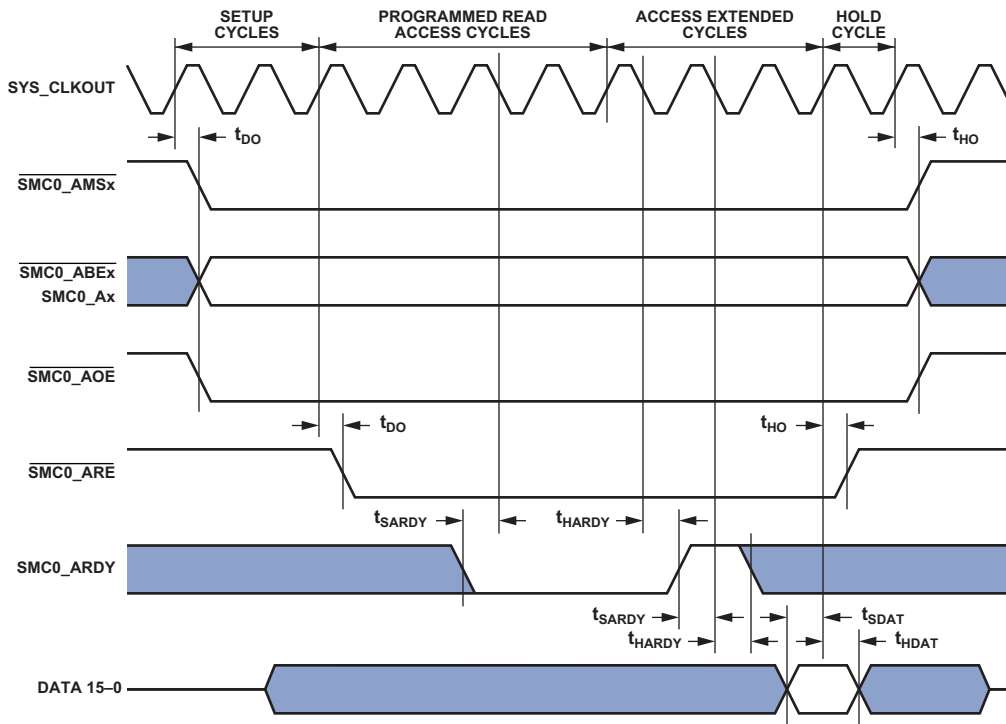 SETUP
CYCLES
PROGRAMMED READ
ACCESS CYCLES
ACCESS EXTENDED
CYCLES
HOLD
CYCLE
SYS_CLKOUT
tDO
tHO
SMC0_AMSx
SMC0_ABEx
SMC0_Ax
SMC0_AOE
tDO
tHO
SMC0_ARE
tSARDY
tHARDY
SMC0_ARDY
tSARDY
tSDAT
tHARDY
tHDAT
DATA 15–0